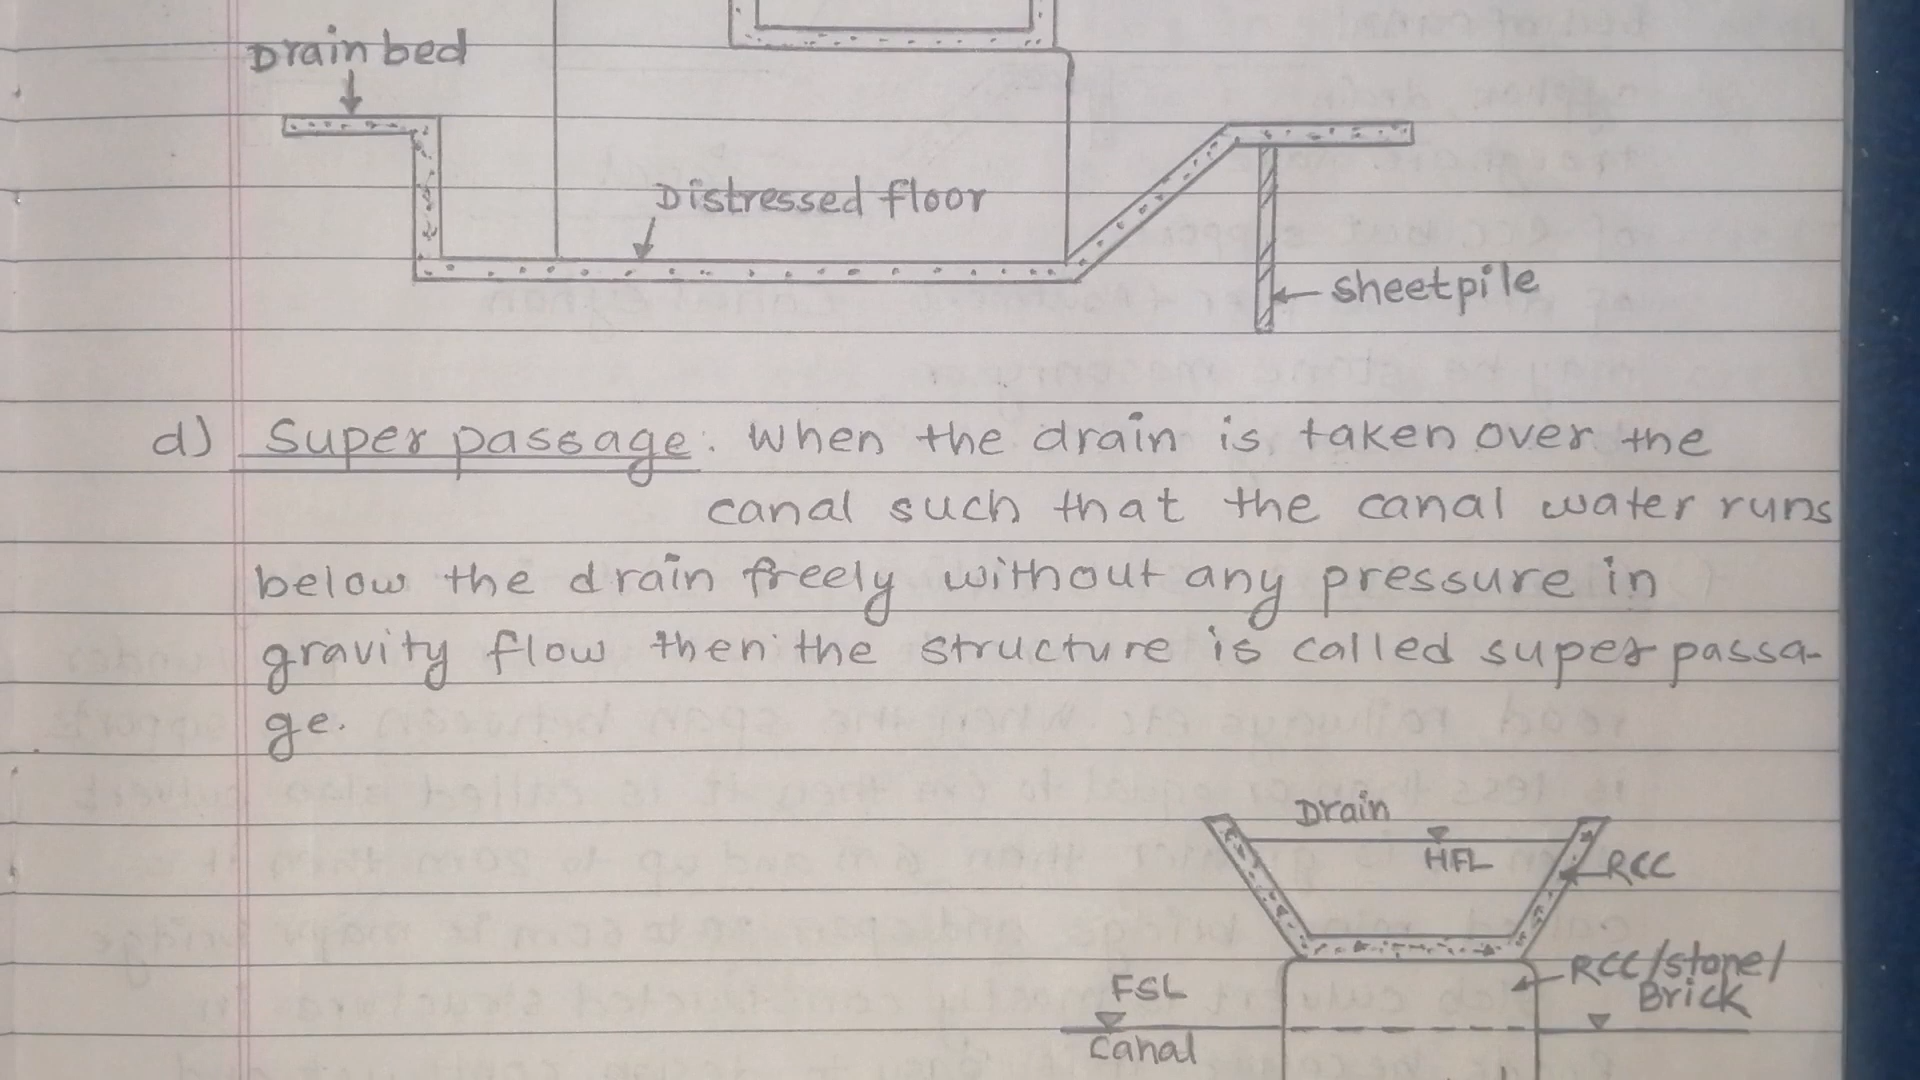 Drain bed
Distressed floor
sheetpile
d) Super passage: When the drain is taken over the
canal such that the canal water runs
below the drain freely without any pressure in
gravity flow then the structure is called super passa-
ge.
Drain
HFL
RCC
RCC/stone/
Brick
FSL
Canal